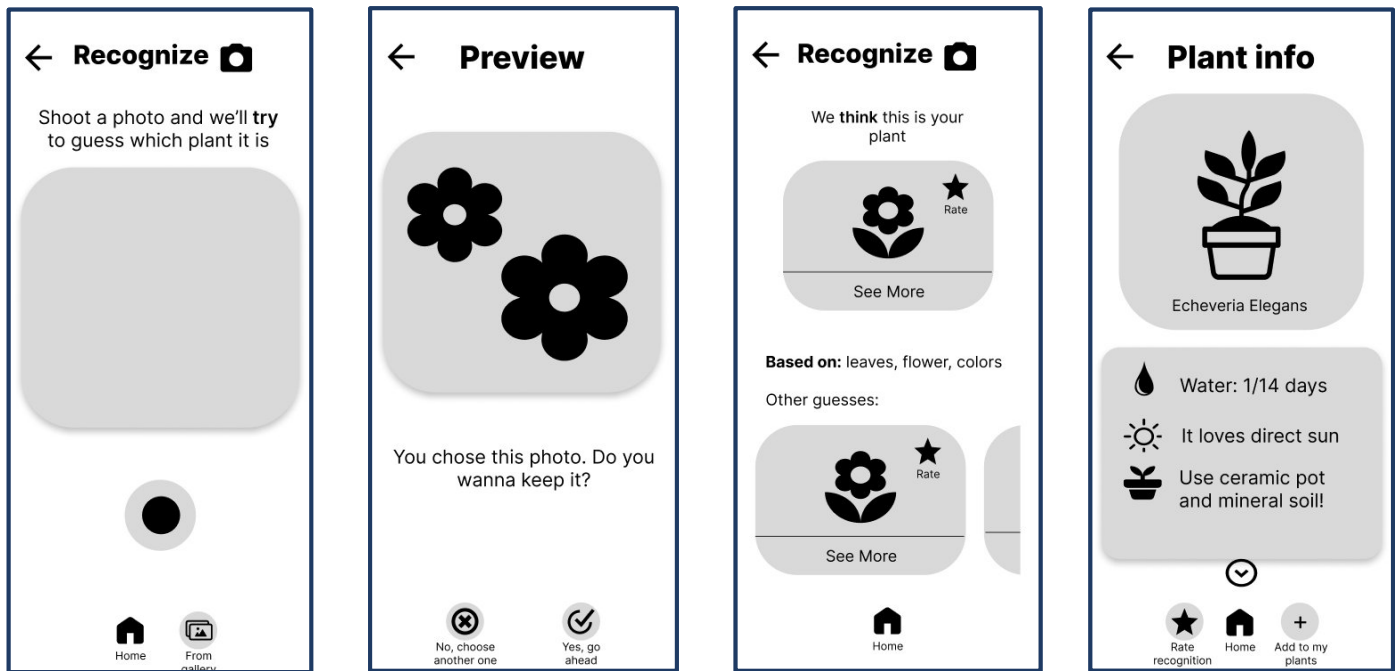 Recognize
Shoot a photo and we'll try
to guess which plant it is
Home
From
gallery
Preview
You chose this photo. Do you
wanna keep it?
No, choose
another one
Yes, go
ahead
Recognize
We think this is your
plant
Rate
See More
Based on: leaves, flower, colors
Other guesses:
Rate
See More
Home
Plant info
Echeveria Elegans
Water: 1/14 days
It loves direct sun
Use ceramic pot
and mineral soil!
Rate
recognition
Home
Add to my
plants